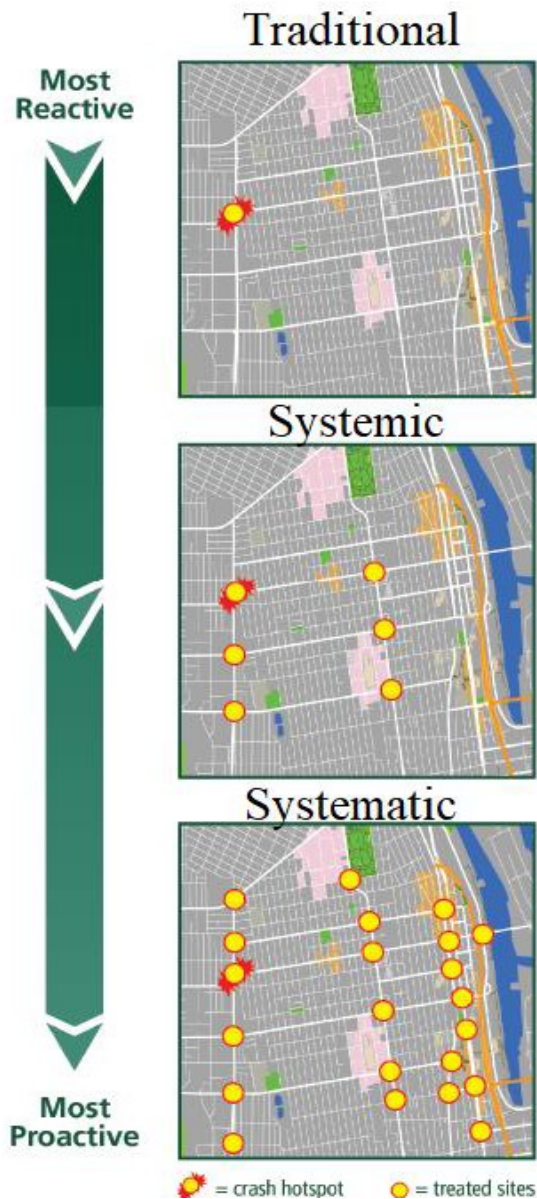 Traditional
Most
Reactive
Systemic
Systematic
Most
Proactive
= crash hotspot
= treated sites